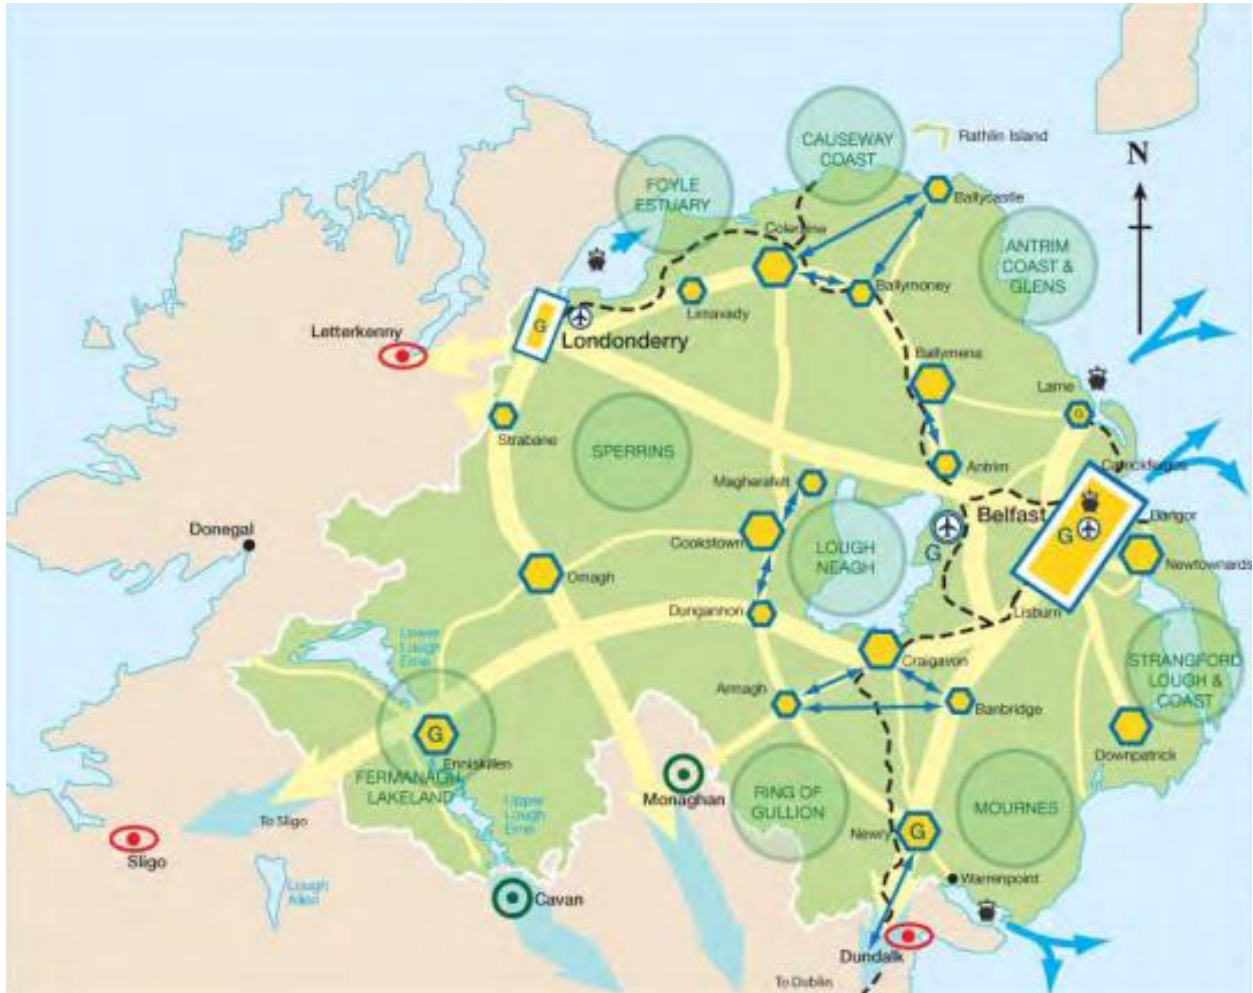 Rathlin Island
CAUSEWAY
COAST
N
FOYLE
ESTUARY
Ballycastle
Coleraine
ANTRIM
COAST &
GLENS
Ballymoney
Limavady
Letterkenny
G
Londonderry
Ballymena
Larne
G
Strabane
SPERRINS
Antrim
Carrickfergus
Magherafelt
Donegal
Belfast
Bangor
G
G
Cookstown
LOUGH
NEAGH
Newtownards
Omagh
Dungannon
Lisburn
Lower
Lough
Erne
Craigavon
STRANGFORD
LOUGH &
COAST
Armagh
Banbridge
G
Downpatrick
Enniskillen
FERMANAGH
LAKELAND
Monaghan
RING OF
GULLION
MOURNES
Upper
Lough
Erne
To Sligo
Newry
G
Sligo
Warrenpoint
Lough
Allen
Cavan
Dundalk
To Dublin